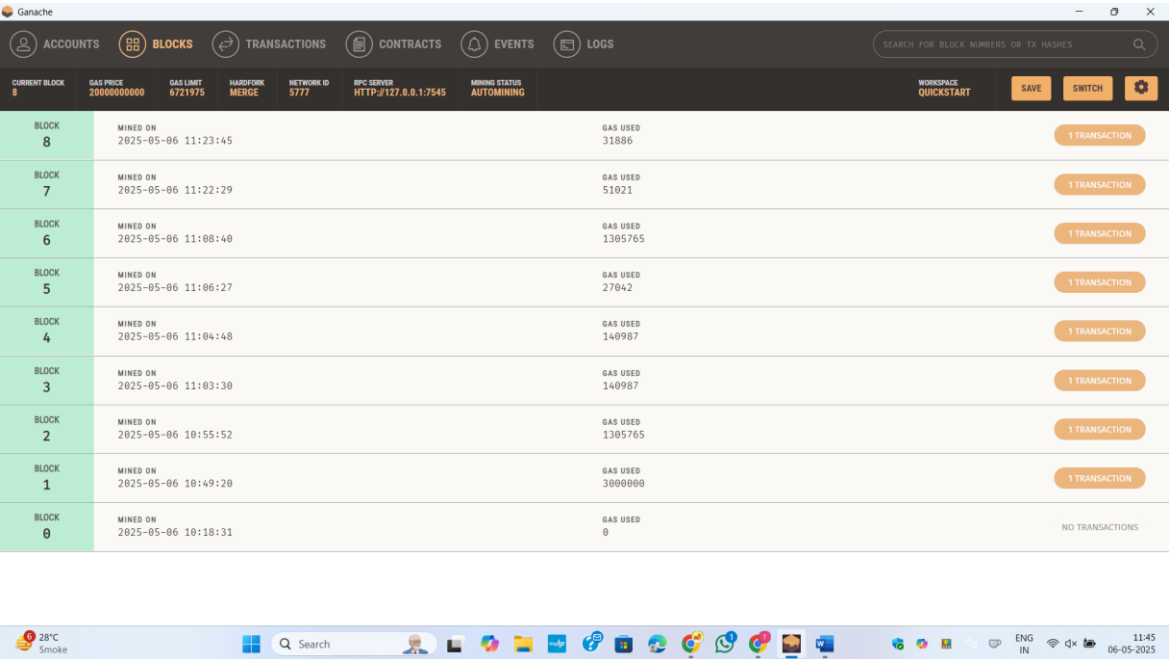 Ganache
ACCOUNTS BLOCKS TRANSACTIONS CONTRACTS EVENTS LOGS SEARCH FOR BLOCK NUMBERS OR TX HASHES
CURRENT BLOCK GAS PRICE GAS LIMIT HARDFORK NETWORK ID RPC SERVER MINING STATUS WORKSPACE
8 20000000000 6721975 MERGE 5777 HTTP://127.0.0.1:7545 AUTOMINING QUICKSTART SAVE SWITCH
BLOCK MINED ON GAS USED
8 2025-05-06 11:23:45 31886 1 TRANSACTION
BLOCK MINED ON GAS USED
7 2025-05-06 11:22:29 51021 1 TRANSACTION
BLOCK MINED ON GAS USED
6 2025-05-06 11:08:40 1305765 1 TRANSACTION
BLOCK MINED ON GAS USED
5 2025-05-06 11:06:27 27042 1 TRANSACTION
BLOCK MINED ON GAS USED
4 2025-05-06 11:04:48 140987 1 TRANSACTION
BLOCK MINED ON GAS USED
3 2025-05-06 11:03:30 140987 1 TRANSACTION
BLOCK MINED ON GAS USED
2 2025-05-06 10:55:52 1305765 1 TRANSACTION
BLOCK MINED ON GAS USED
1 2025-05-06 10:49:20 3000000 1 TRANSACTION
BLOCK MINED ON GAS USED
0 2025-05-06 10:18:31 0 NO TRANSACTIONS
6 28°C Search 1 ENG 11:45
Smoke IN 06-05-2025